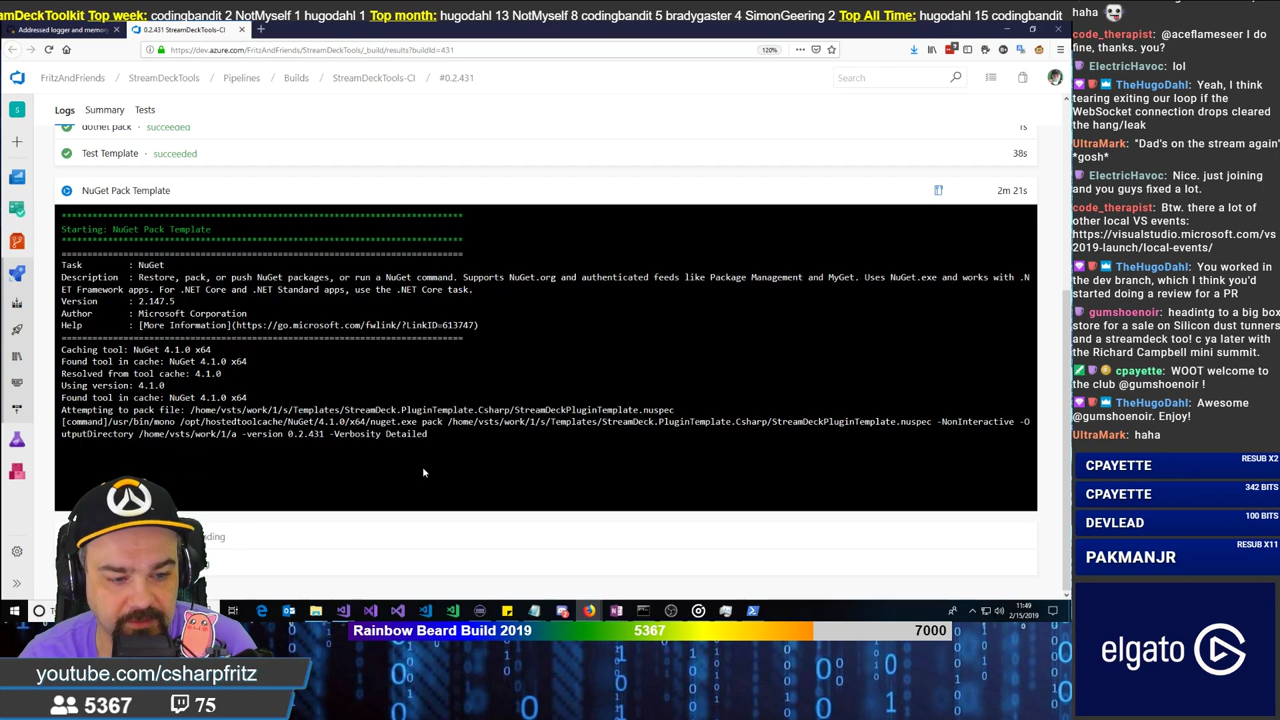 amDeckToolkit Top week: codingbandit 2 NotMyself 1 hugodahl 1 Top month: hugodahl 13 NotMyself 8 codingbandit 5 bradygaster 4 SimonGeering 2 Top All Time: hugodahl 15 codingbandit
Addressed logger and memory
0.2.431 StreamDeckTools-CI
https://dev.azure.com/FritzAndFriends/StreamDeckTools/_build/results?buildId=431
120%
FritzAndFriends / StreamDeckTools / Pipelines / Builds / StreamDeckTools-CI / #0.2.431
Search
Logs Summary Tests
dotnet pack · succeeded 1s
Test Template · succeeded 38s
NuGet Pack Template 2m 21s
******************************************************************************
Starting: NuGet Pack Template
******************************************************************************
==============================================================================
Task : NuGet
Description : Restore, pack, or push NuGet packages, or run a NuGet command. Supports NuGet.org and authenticated feeds like Package Management and MyGet. Uses NuGet.exe and works with .N
ET Framework apps. For .NET Core and .NET Standard apps, use the .NET Core task.
Version : 2.147.5
Author : Microsoft Corporation
Help : [More Information](https://go.microsoft.com/fwlink/?LinkID=613747)
==============================================================================
Caching tool: NuGet 4.1.0 x64
Found tool in cache: NuGet 4.1.0 x64
Resolved from tool cache: 4.1.0
Using version: 4.1.0
Found tool in cache: NuGet 4.1.0 x64
Attempting to pack file: /home/vsts/work/1/s/Templates/StreamDeck.PluginTemplate.Csharp/StreamDeckPluginTemplate.nuspec
[command]/usr/bin/mono /opt/hostedtoolcache/NuGet/4.1.0/x64/nuget.exe pack /home/vsts/work/1/s/Templates/StreamDeck.PluginTemplate.Csharp/StreamDeckPluginTemplate.nuspec -NonInteractive -O
utputDirectory /home/vsts/work/1/a -version 0.2.431 -Verbosity Detailed
11:49
2/15/2019
Rainbow Beard Build 2019 5367 7000
youtube.com/csharpfritz
5367 75
haha
code_therapist: @aceflameseer I do
fine, thanks. you?
ElectricHavoc: lol
TheHugoDahl: Yeah, I think
tearing exiting our loop if the
WebSocket connection drops cleared
the hang/leak
UltraMark: "Dad's on the stream again"
*gosh*
ElectricHavoc: Nice. just joining
and you guys fixed a lot.
code_therapist: Btw. there a lot of
other local VS events:
https://visualstudio.microsoft.com/vs
2019-launch/local-events/
TheHugoDahl: You worked in
the dev branch, which I think you'd
started doing a review for a PR
gumshoenoir: headintg to a big box
store for a sale on Silicon dust tunners
and a streamdeck too! c ya later with
the Richard Campbell mini summit.
cpayette: WOOT welcome to
the club @gumshoenoir !
TheHugoDahl: Awesome
@gumshoenoir. Enjoy!
UltraMark: haha
CPAYETTE RESUB X2
CPAYETTE 342 BITS
DEVLEAD 100 BITS
PAKMANJR RESUB X11
elgato